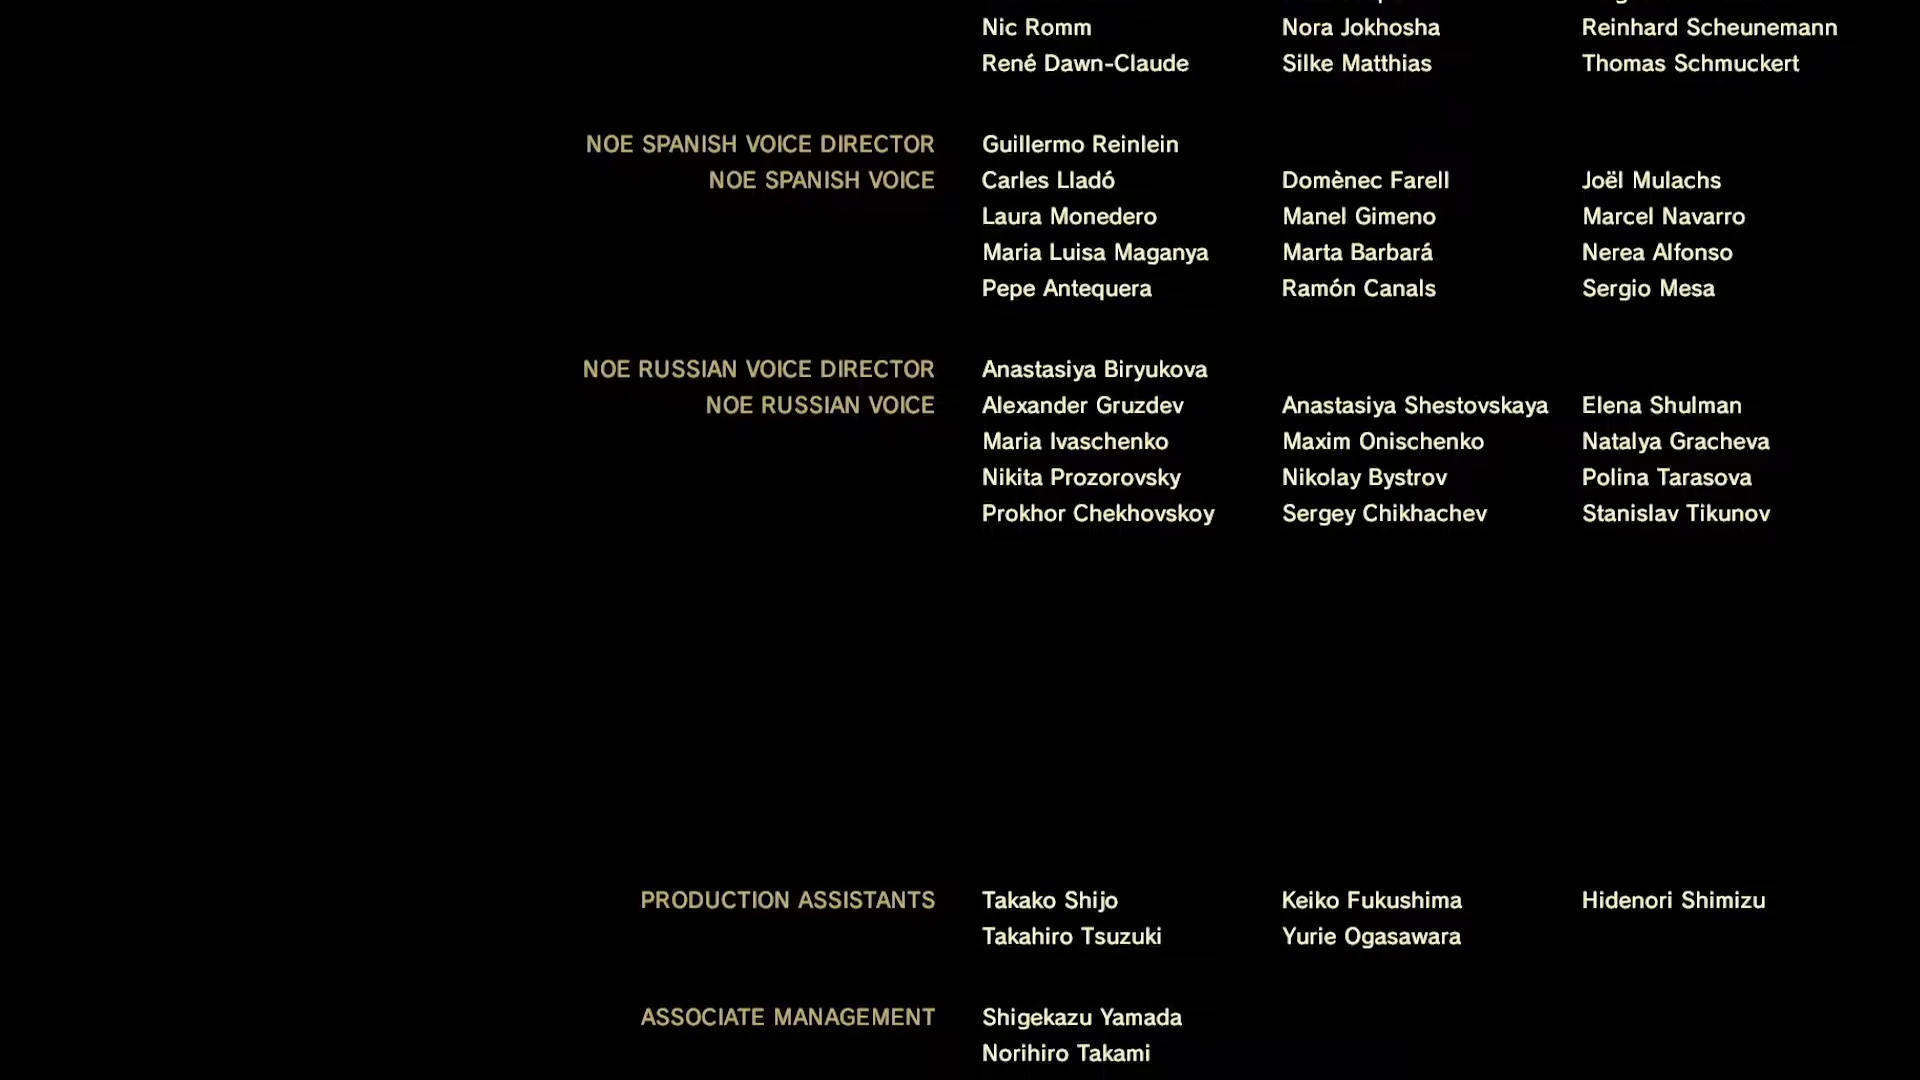 Nic Romm Nora Jokhosha Reinhard Scheunemann
René Dawn-Claude Silke Matthias Thomas Schmuckert
NOE SPANISH VOICE DIRECTOR Guillermo Reinlein
NOE SPANISH VOICE Carles Lladó Domènec Farell Joël Mulachs
Laura Monedero Manel Gimeno Marcel Navarro
Maria Luisa Maganya Marta Barbará Nerea Alfonso
Pepe Antequera Ramón Canals Sergio Mesa
NOE RUSSIAN VOICE DIRECTOR Anastasiya Biryukova
NOE RUSSIAN VOICE Alexander Gruzdev Anastasiya Shestovskaya Elena Shulman
Maria Ivaschenko Maxim Onischenko Natalya Gracheva
Nikita Prozorovsky Nikolay Bystrov Polina Tarasova
Prokhor Chekhovskoy Sergey Chikhachev Stanislav Tikunov
PRODUCTION ASSISTANTS Takako Shijo Keiko Fukushima Hidenori Shimizu
Takahiro Tsuzuki Yurie Ogasawara
ASSOCIATE MANAGEMENT Shigekazu Yamada
Norihiro Takami